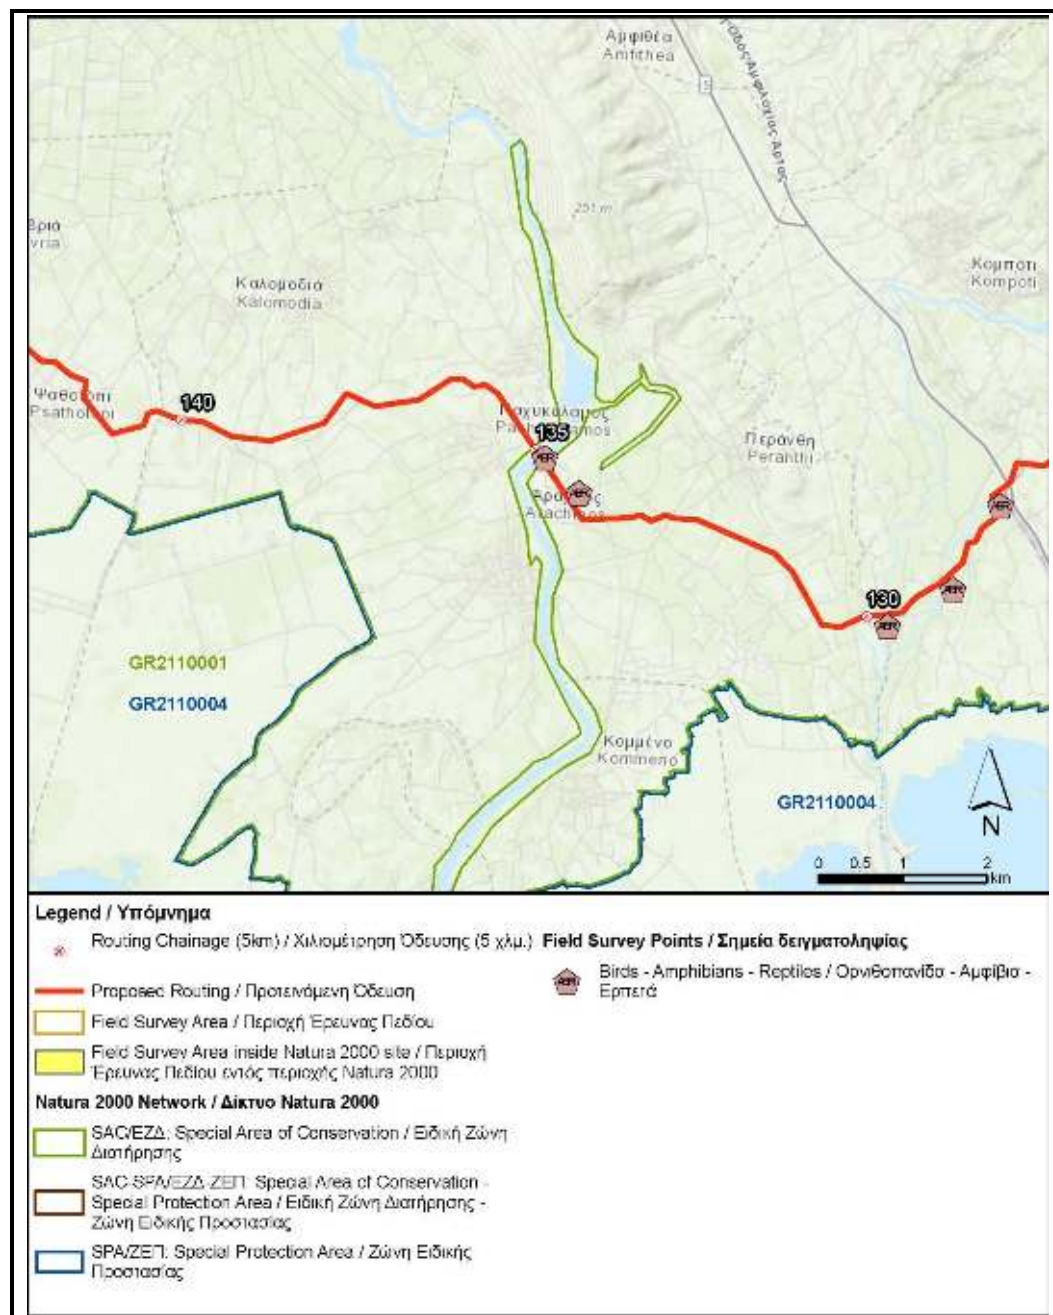 Αμφιθέα
Amfithea
5
251 m
Κομποτι
Kompoti
Καλομοδιά
Kalomodia
Psathotopi
140
135
Περάνθη
Peranthi
130
GR2110001
GR2110004
Κομμένο
Kommeno
GR2110004
N
0 0.5 1 2
km
Legend / Υπόμνημα
Routing Chainage (5km) / Χιλιομέτρηση Όδευσης (5 χλμ.)
Proposed Routing / Προτεινόμενη Όδευση
Field Survey Area / Περιοχή Έρευνας Πεδίου
Field Survey Area inside Natura 2000 site / Περιοχή
Έρευνας Πεδίου εντός περιοχής Natura 2000
Natura 2000 Network / Δίκτυο Natura 2000
SAC/ΕΖΔ: Special Area of Conservation / Ειδική Ζώνη
Διατήρησης
SAC-SPA/ΕΖΔ-ΖΕΠ: Special Area of Conservation -
Special Protection Area / Ειδική Ζώνη Διατήρησης -
Ζώνη Ειδικής Προστασίας
SPA/ΖΕΠ: Special Protection Area / Ζώνη Ειδικής
Προστασίας
Field Survey Points / Σημεία δειγματοληψίας
Birds - Amphibians - Reptiles / Ορνιθοπανίδα - Αμφίβια -
Ερπετά